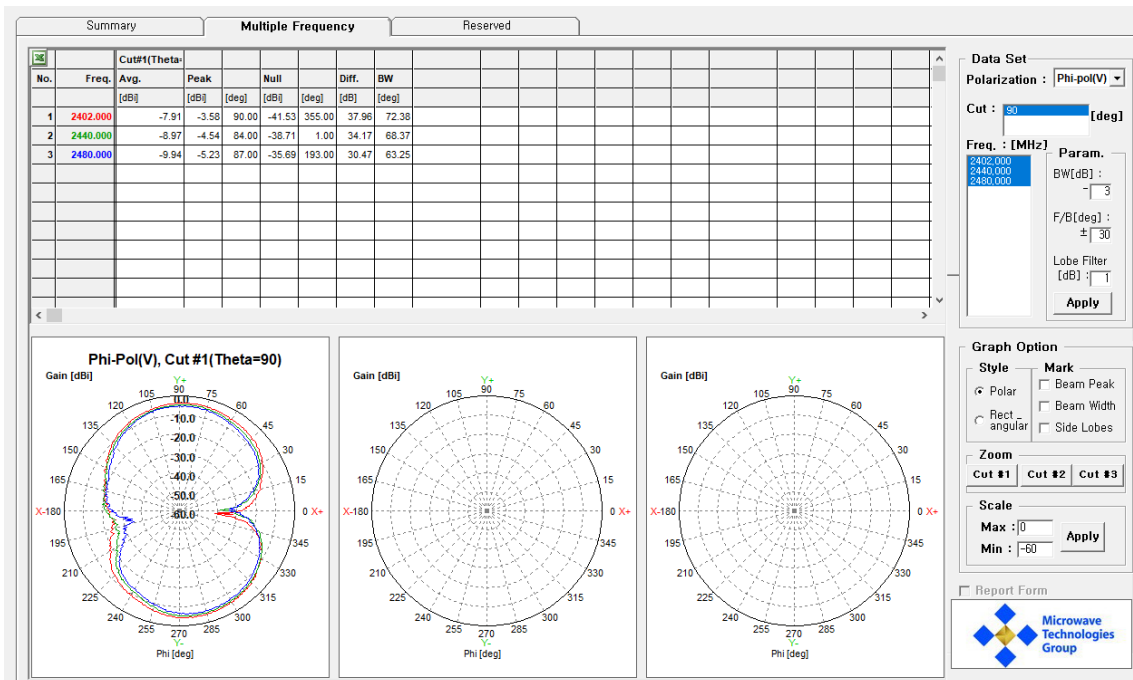 Summary Multiple Frequency Reserved
Cut#1(Theta=
No. Freq. Avg. Peak Null Diff. BW
[dBi] [dBi] [deg] [dBi] [deg] [dB] [deg]
1 2402.000 -7.91 -3.58 90.00 -41.53 355.00 37.96 72.38
2 2440.000 -8.97 -4.54 84.00 -38.71 1.00 34.17 68.37
3 2480.000 -9.94 -5.23 87.00 -35.69 193.00 30.47 63.25
Data Set
Polarization : Phi-pol(V)
Cut : 90 [deg]
Freq. : [MHz]
2402,000
2440,000
2480,000
Param.
BW[dB] :
- 3
F/B[deg] :
± 30
Lobe Filter
[dB] : 1
Apply
Phi-Pol(V), Cut #1(Theta=90)
Gain [dBi]
Y+
90
105 75
120 60
135 45
150 30
165 15
X-180 0 X+
195 345
210 330
225 315
240 300
255 285
270
Y-
Phi [deg]
0.0
-10.0
-20.0
-30.0
-40.0
-50.0
-60.0
Gain [dBi]
Y+
90
105 75
120 60
135 45
150 30
165 15
X-180 0 X+
195 345
210 330
225 315
240 300
255 285
270
Y-
Phi [deg]
Gain [dBi]
Y+
90
105 75
120 60
135 45
150 30
165 15
X-180 0 X+
195 345
210 330
225 315
240 300
255 285
270
Y-
Phi [deg]
Graph Option
Style
Polar
Rect_
angular
Mark
Beam Peak
Beam Width
Side Lobes
Zoom
Cut #1 Cut #2 Cut #3
Scale
Max : 0
Min : -60
Apply
Report Form
Microwave
Technologies
Group